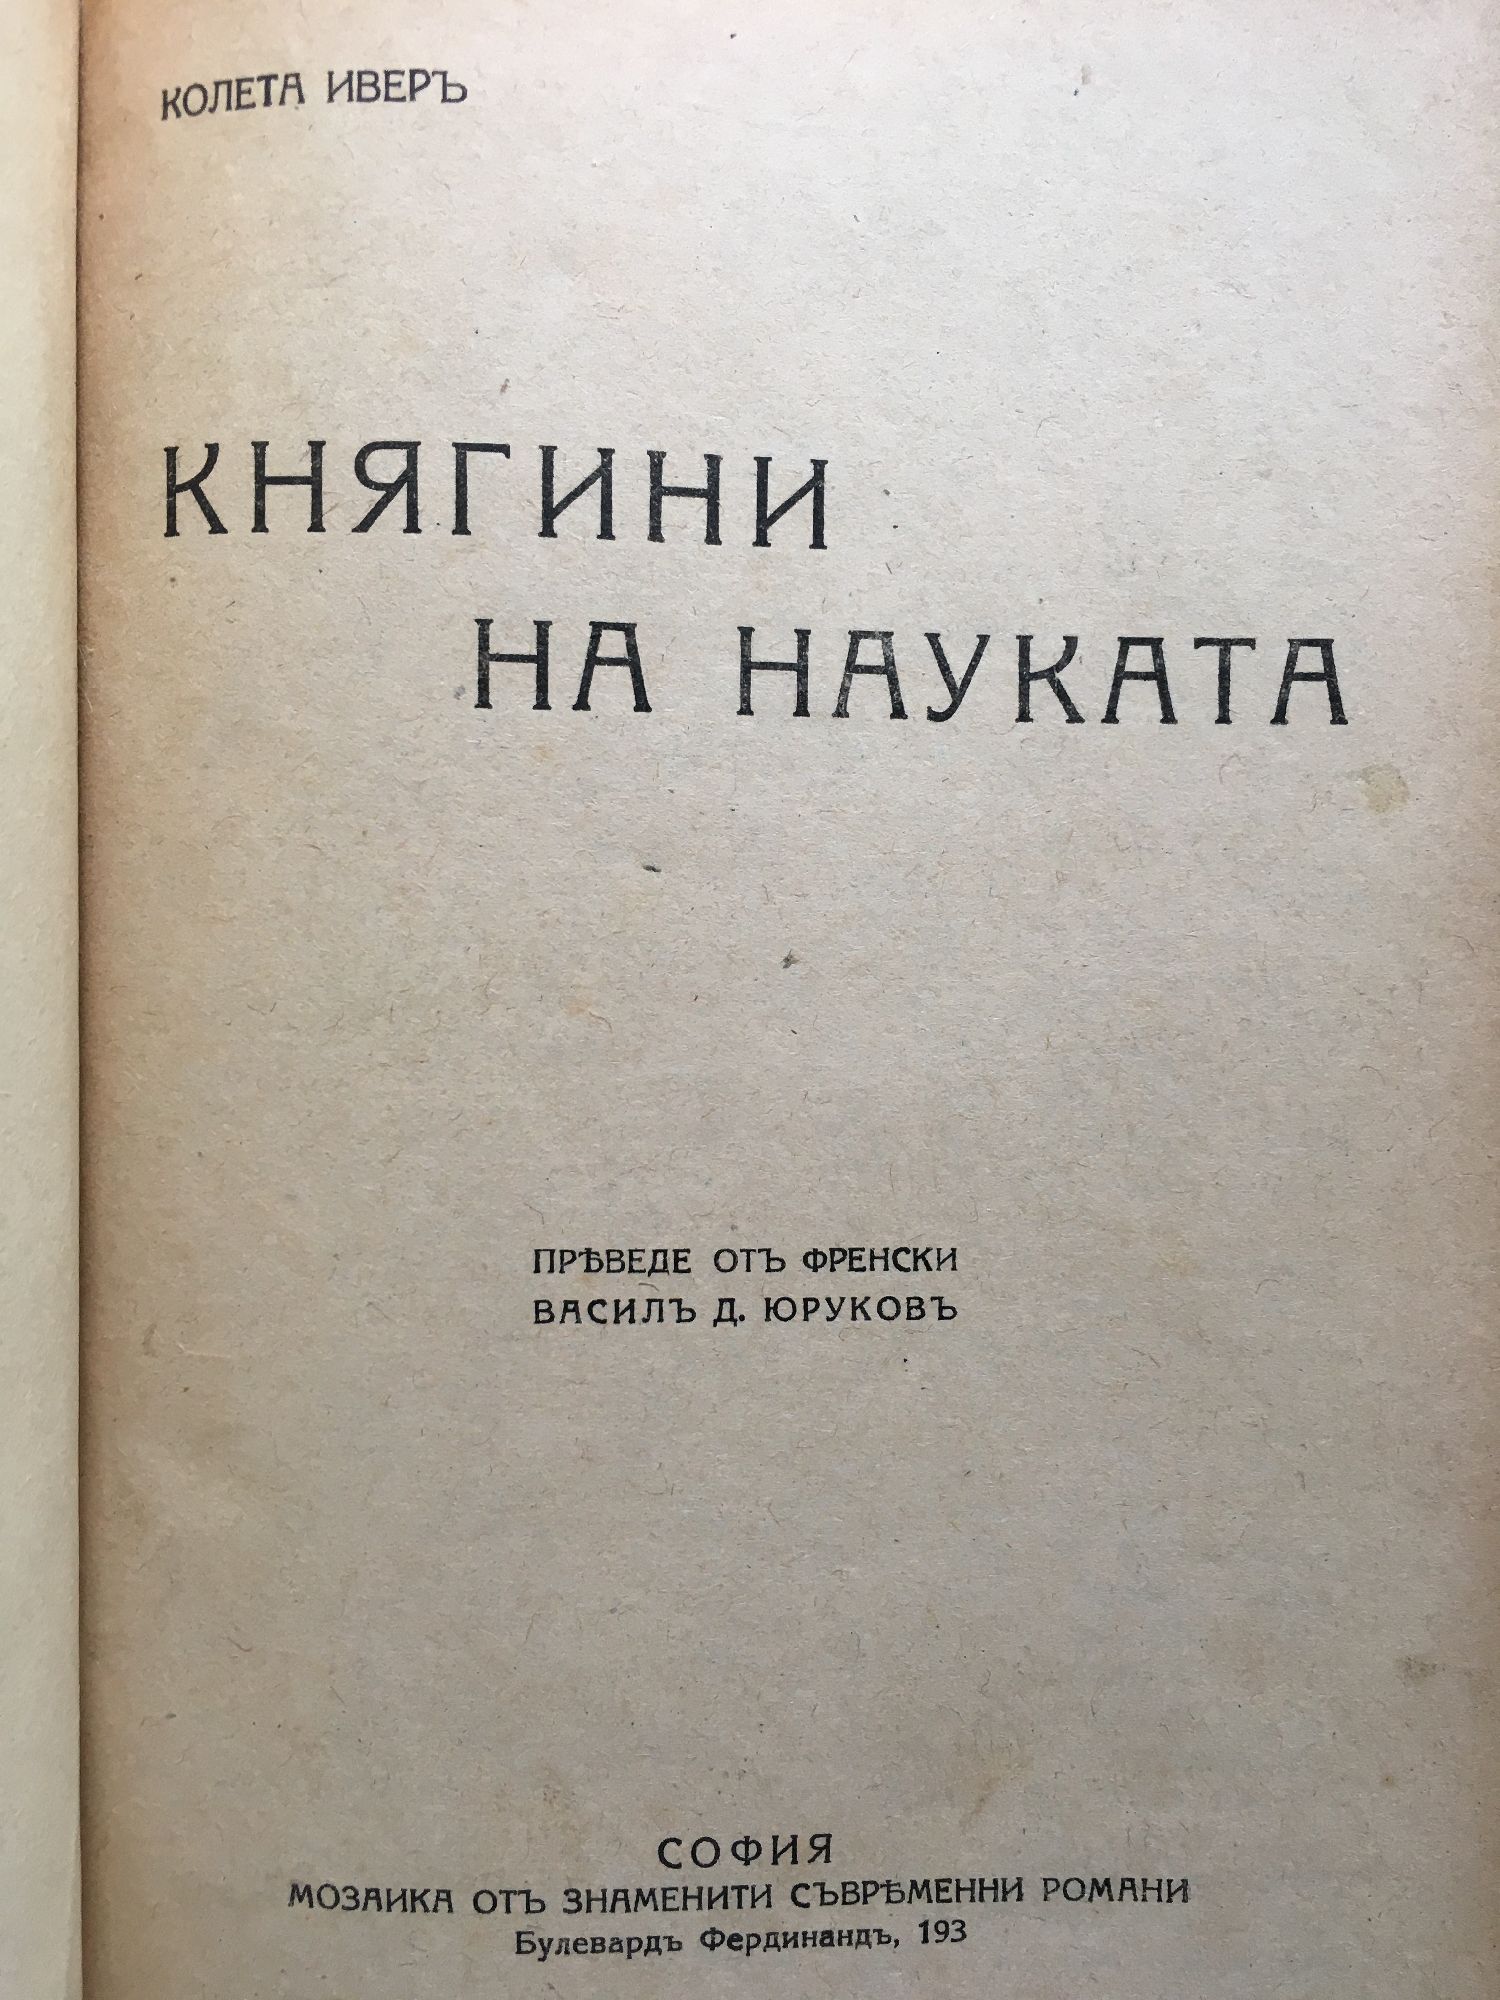 КОЛЕТА ИВЕРЪ
КНЯГИНИ
НА НАУКАТА
ПРѢВЕДЕ ОТЪ ФРЕНСКИ
ВАСИЛЪ Д. ЮРУКОВЪ
СОФИЯ
МОЗАИКА ОТЪ ЗНАМЕНИТИ СЪВРѢМЕННИ РОМАНИ
Булевардъ Фердинандъ, 193